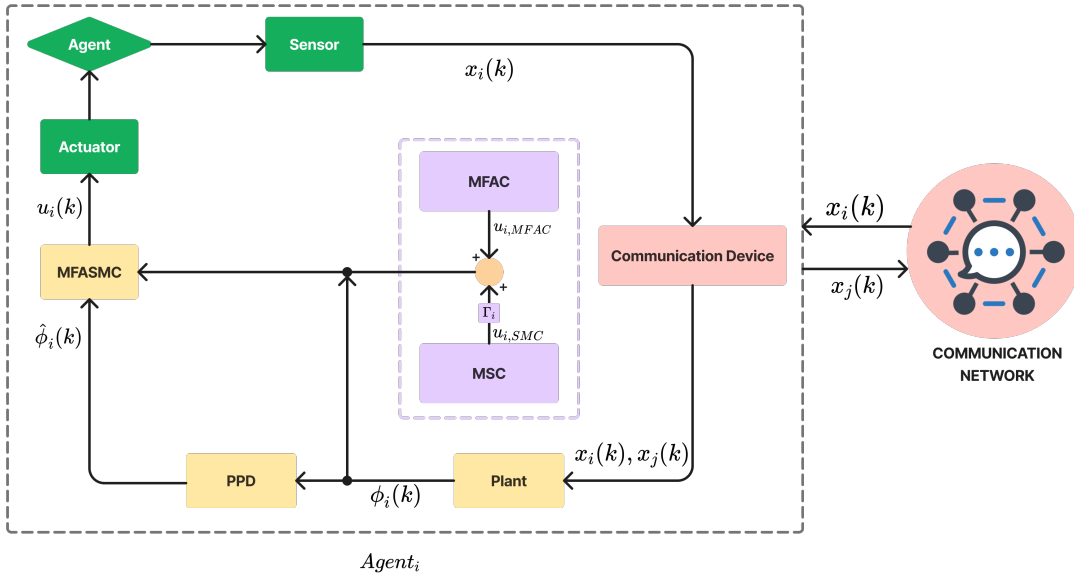 Agent
Sensor
x_i(k)
Actuator
MFAC
u_i(k)
u_{i,MFAC}
x_i(k)
Communication Device
+
MFASMC
+
x_j(k)
Γ_i
\hat{ϕ}_i(k)
u_{i,SMC}
COMMUNICATION
NETWORK
MSC
x_i(k), x_j(k)
PPD
Plant
ϕ_i(k)
Agent_i